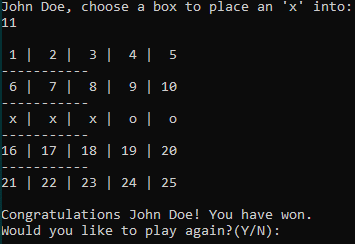 John Doe, choose a box to place an 'x' into:
11
1 | 2 | 3 | 4 | 5
-----------
6 | 7 | 8 | 9 | 10
-----------
x | x | x | o | o
-----------
16 | 17 | 18 | 19 | 20
-----------
21 | 22 | 23 | 24 | 25
Congratulations John Doe! You have won.
Would you like to play again?(Y/N):